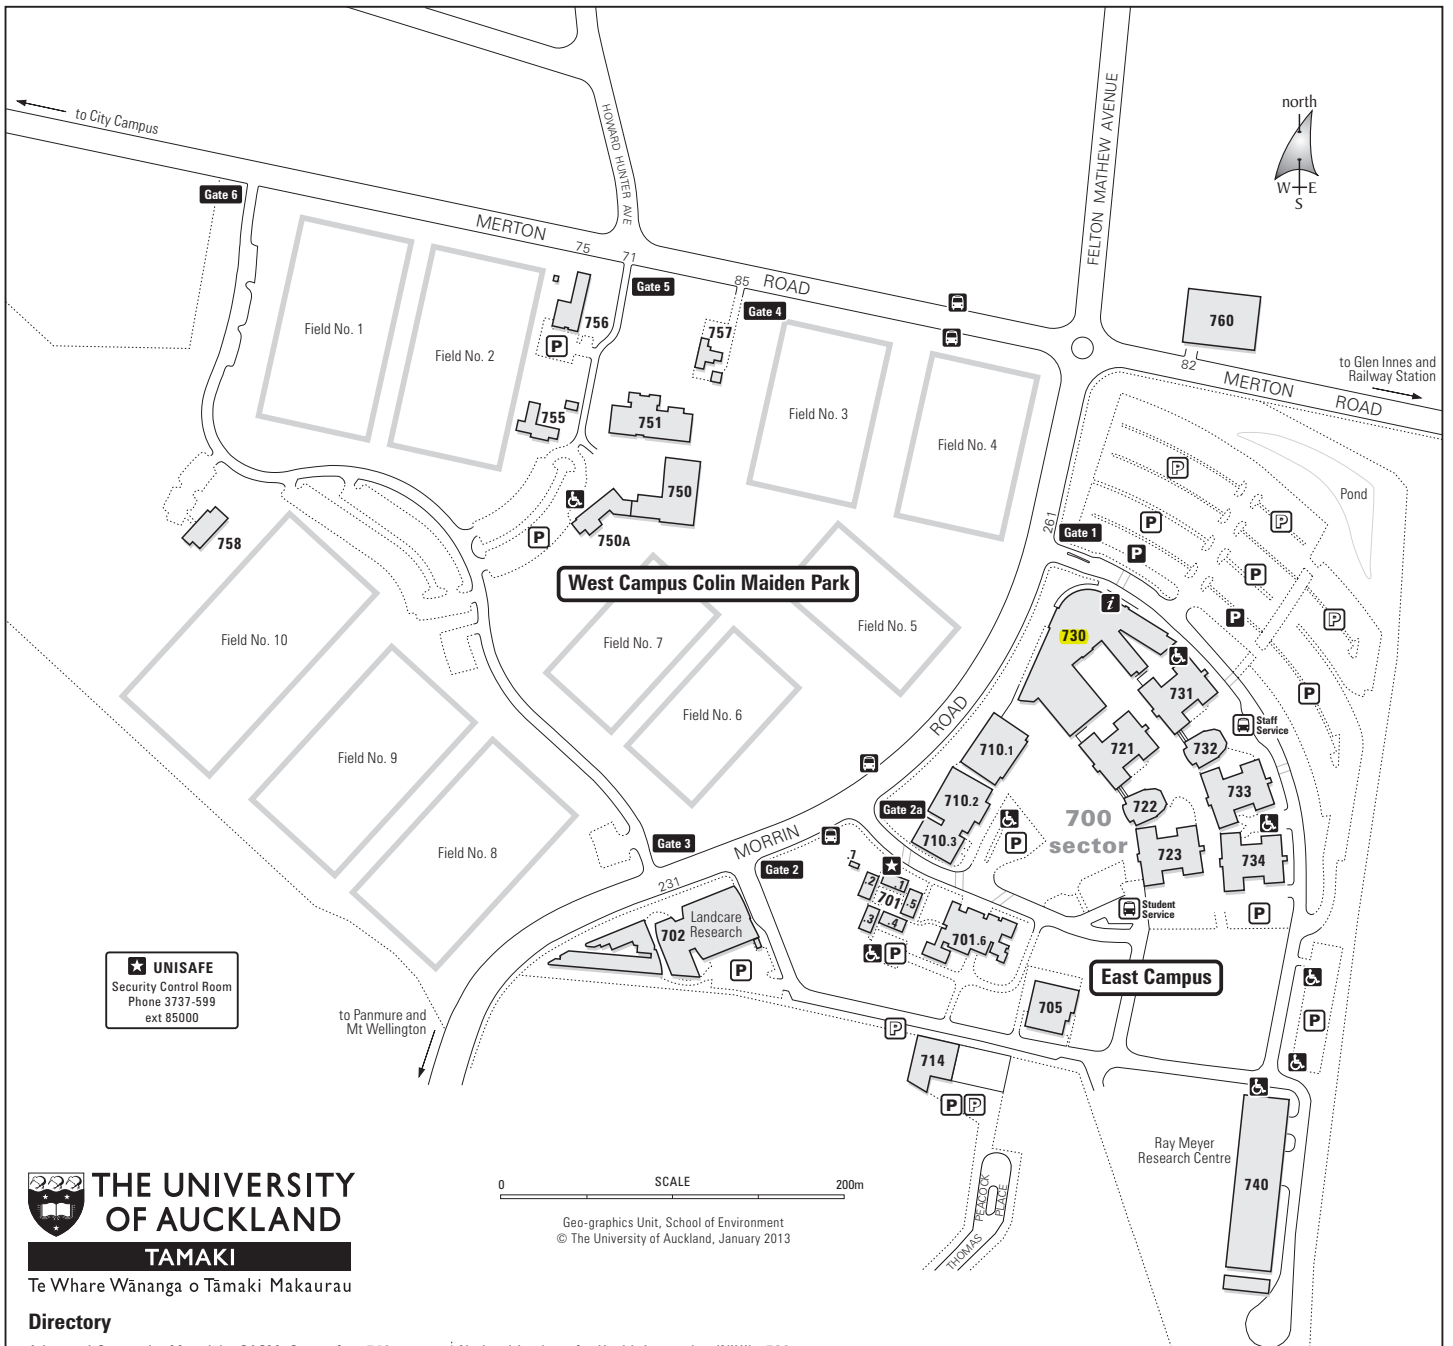 to City Campus
HOWARD HUNTER AVE
FELTON MATHEW AVENUE
north
W E
S
Gate 6
MERTON
75
71
Gate 5
85
ROAD
Gate 4
760
756
P
757
82
MERTON
ROAD
to Glen Innes and
Railway Station
Field No. 1
Field No. 2
Field No. 3
Field No. 4
755
751
P
Pond
750
750A
P
758
261
Gate 1
P
P
P
P
West Campus Colin Maiden Park
i
730
P
P
Field No. 10
Field No. 7
Field No. 5
731
P
Field No. 6
ROAD
Staff
Service
710.1
721
732
Field No. 9
710.2
733
722
Gate 2a
700
sector
P
710.3
723
734
Field No. 8
Gate 3
MORRIN
Gate 2
231
.7
.2
.1
701
.5
.3
.4
Student
Service
P
Landcare
Research
702
701.6
P
P
East Campus
UNISAFE
Security Control Room
Phone 3737-599
ext 85000
to Panmure and
Mt Wellington
705
P
P
714
P P
Ray Meyer
Research Centre
740
THE UNIVERSITY
OF AUCKLAND
TAMAKI
Te Whare Wānanga o Tāmaki Makaurau
0
SCALE
200m
Geo-graphics Unit, School of Environment
© The University of Auckland, January 2013
THOMAS
PEACOCK
PLACE
Directory